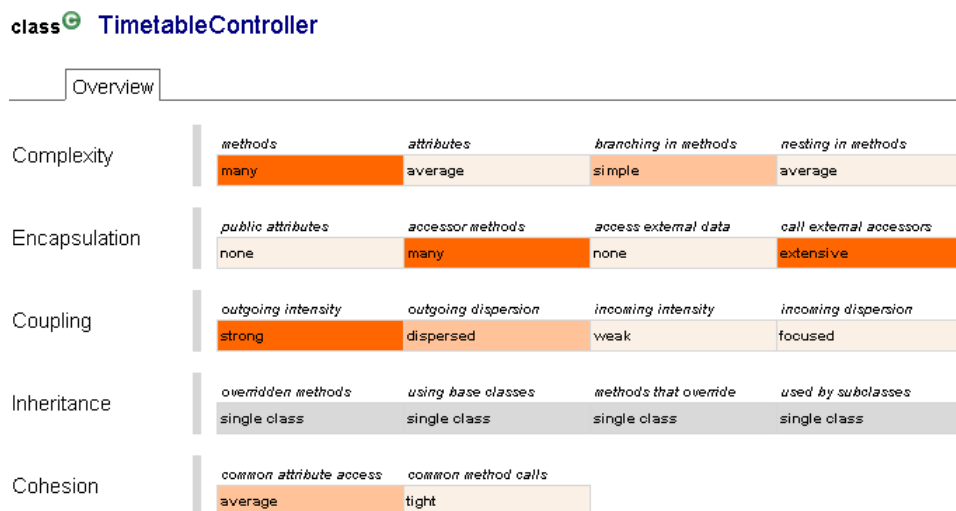 class C TimetableController
Overview
Complexity
methods attributes branching in methods nesting in methods
many average simple average
Encapsulation
public attributes accessor methods access external data call external accessors
none many none extensive
Coupling
outgoing intensity outgoing dispersion incoming intensity incoming dispersion
strong dispersed weak focused
Inheritance
overridden methods using base classes methods that override used by subclasses
single class single class single class single class
Cohesion
common attribute access common method calls
average tight